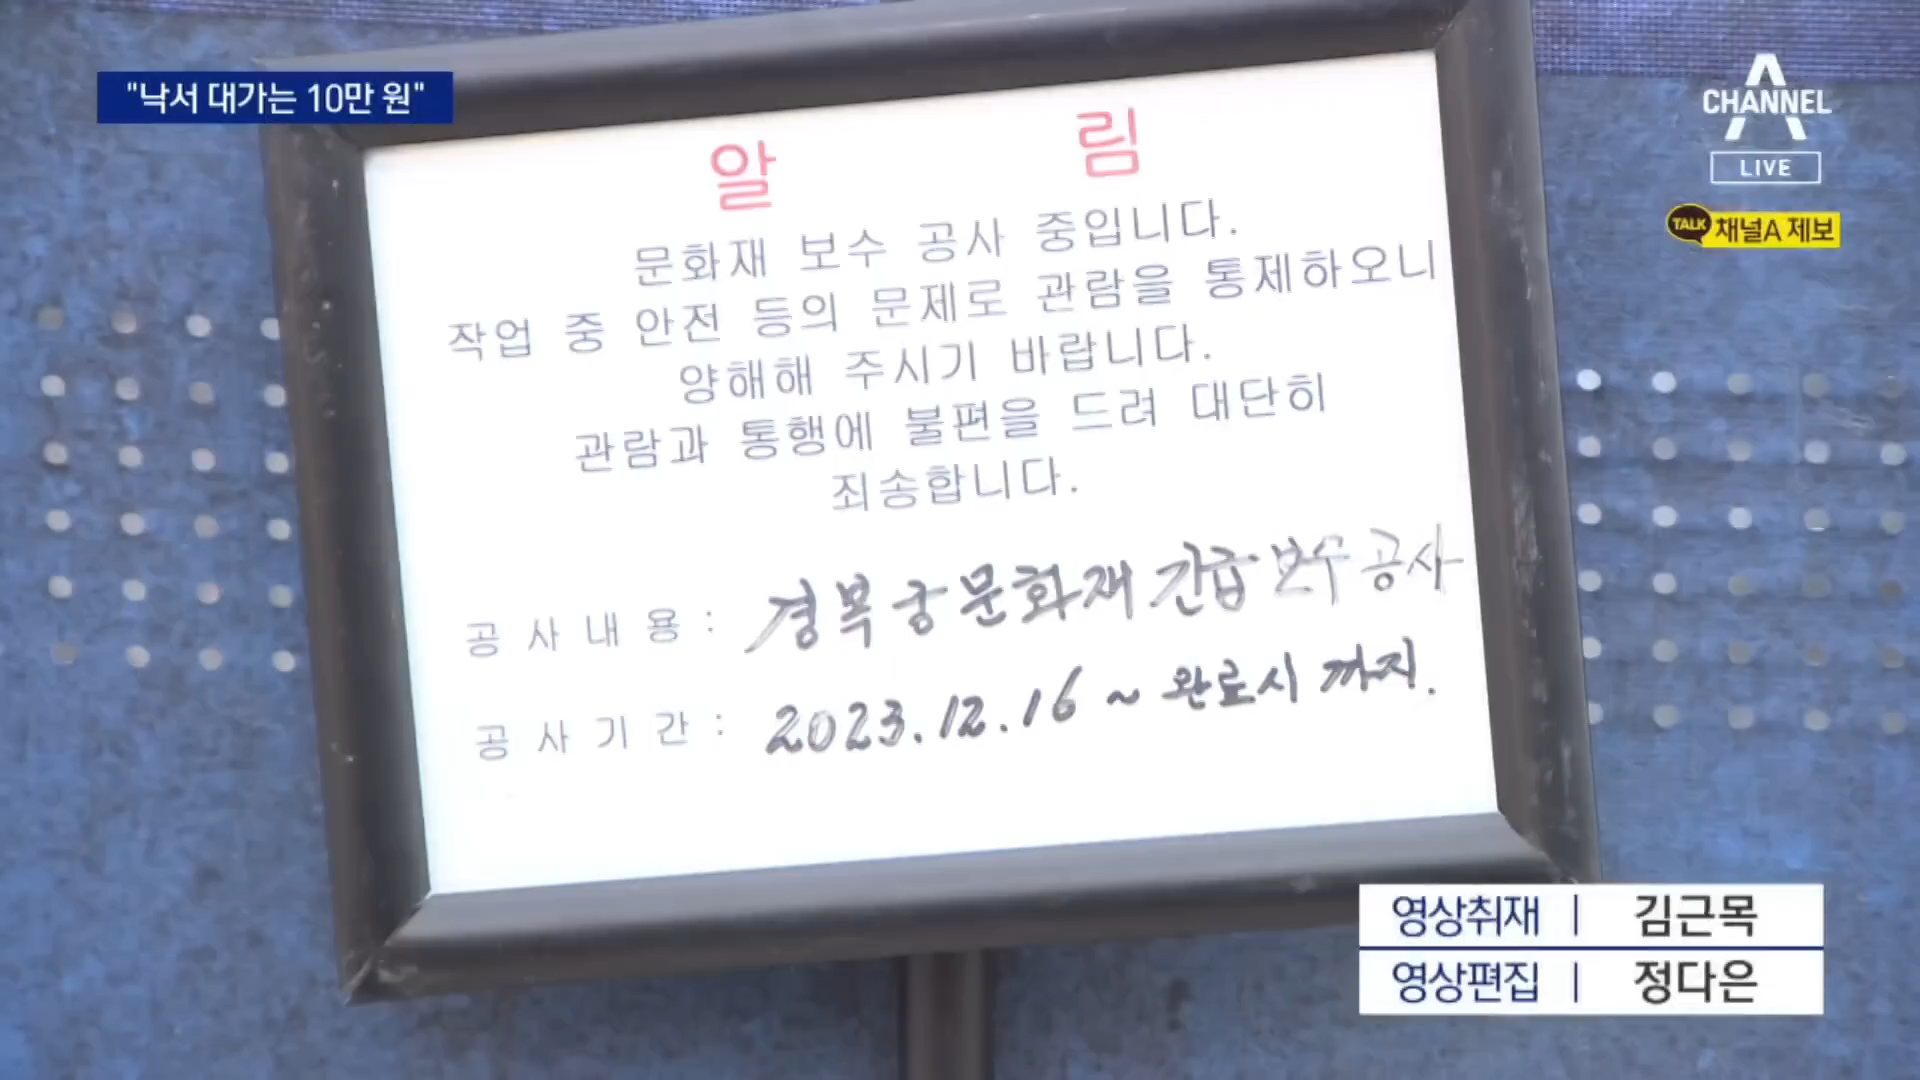 "낙서 대가는 10만 원"
CHANNEL A
LIVE
TALK 채널A 제보
알 림
문화재 보수 공사 중입니다.
작업 중 안전 등의 문제로 관람을 통제하오니
양해해 주시기 바랍니다.
관람과 통행에 불편을 드려 대단히
죄송합니다.
공 사 내 용 : 경복궁문화재 긴급보수공사
공 사 기 간 : 2023.12.16 ~ 완료시 까지.
영상취재 | 김근목
영상편집 | 정다은